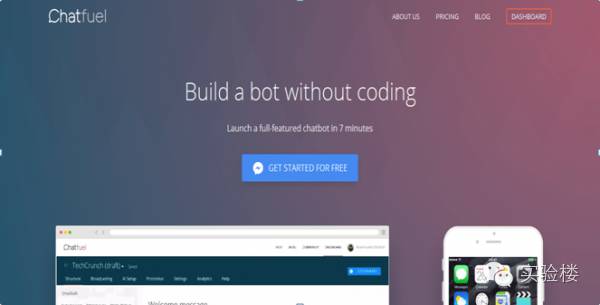 Chatfuel
ABOUT US PRICING BLOG DASHBOARD
Build a bot without coding
Launch a full-featured chatbot in 7 minutes
GET STARTED FOR FREE
Chatfuel
TechCrunch (draft)
Structure Broadcasting AI Setup Promotion Settings Analytics Help
Welcome message
实验楼